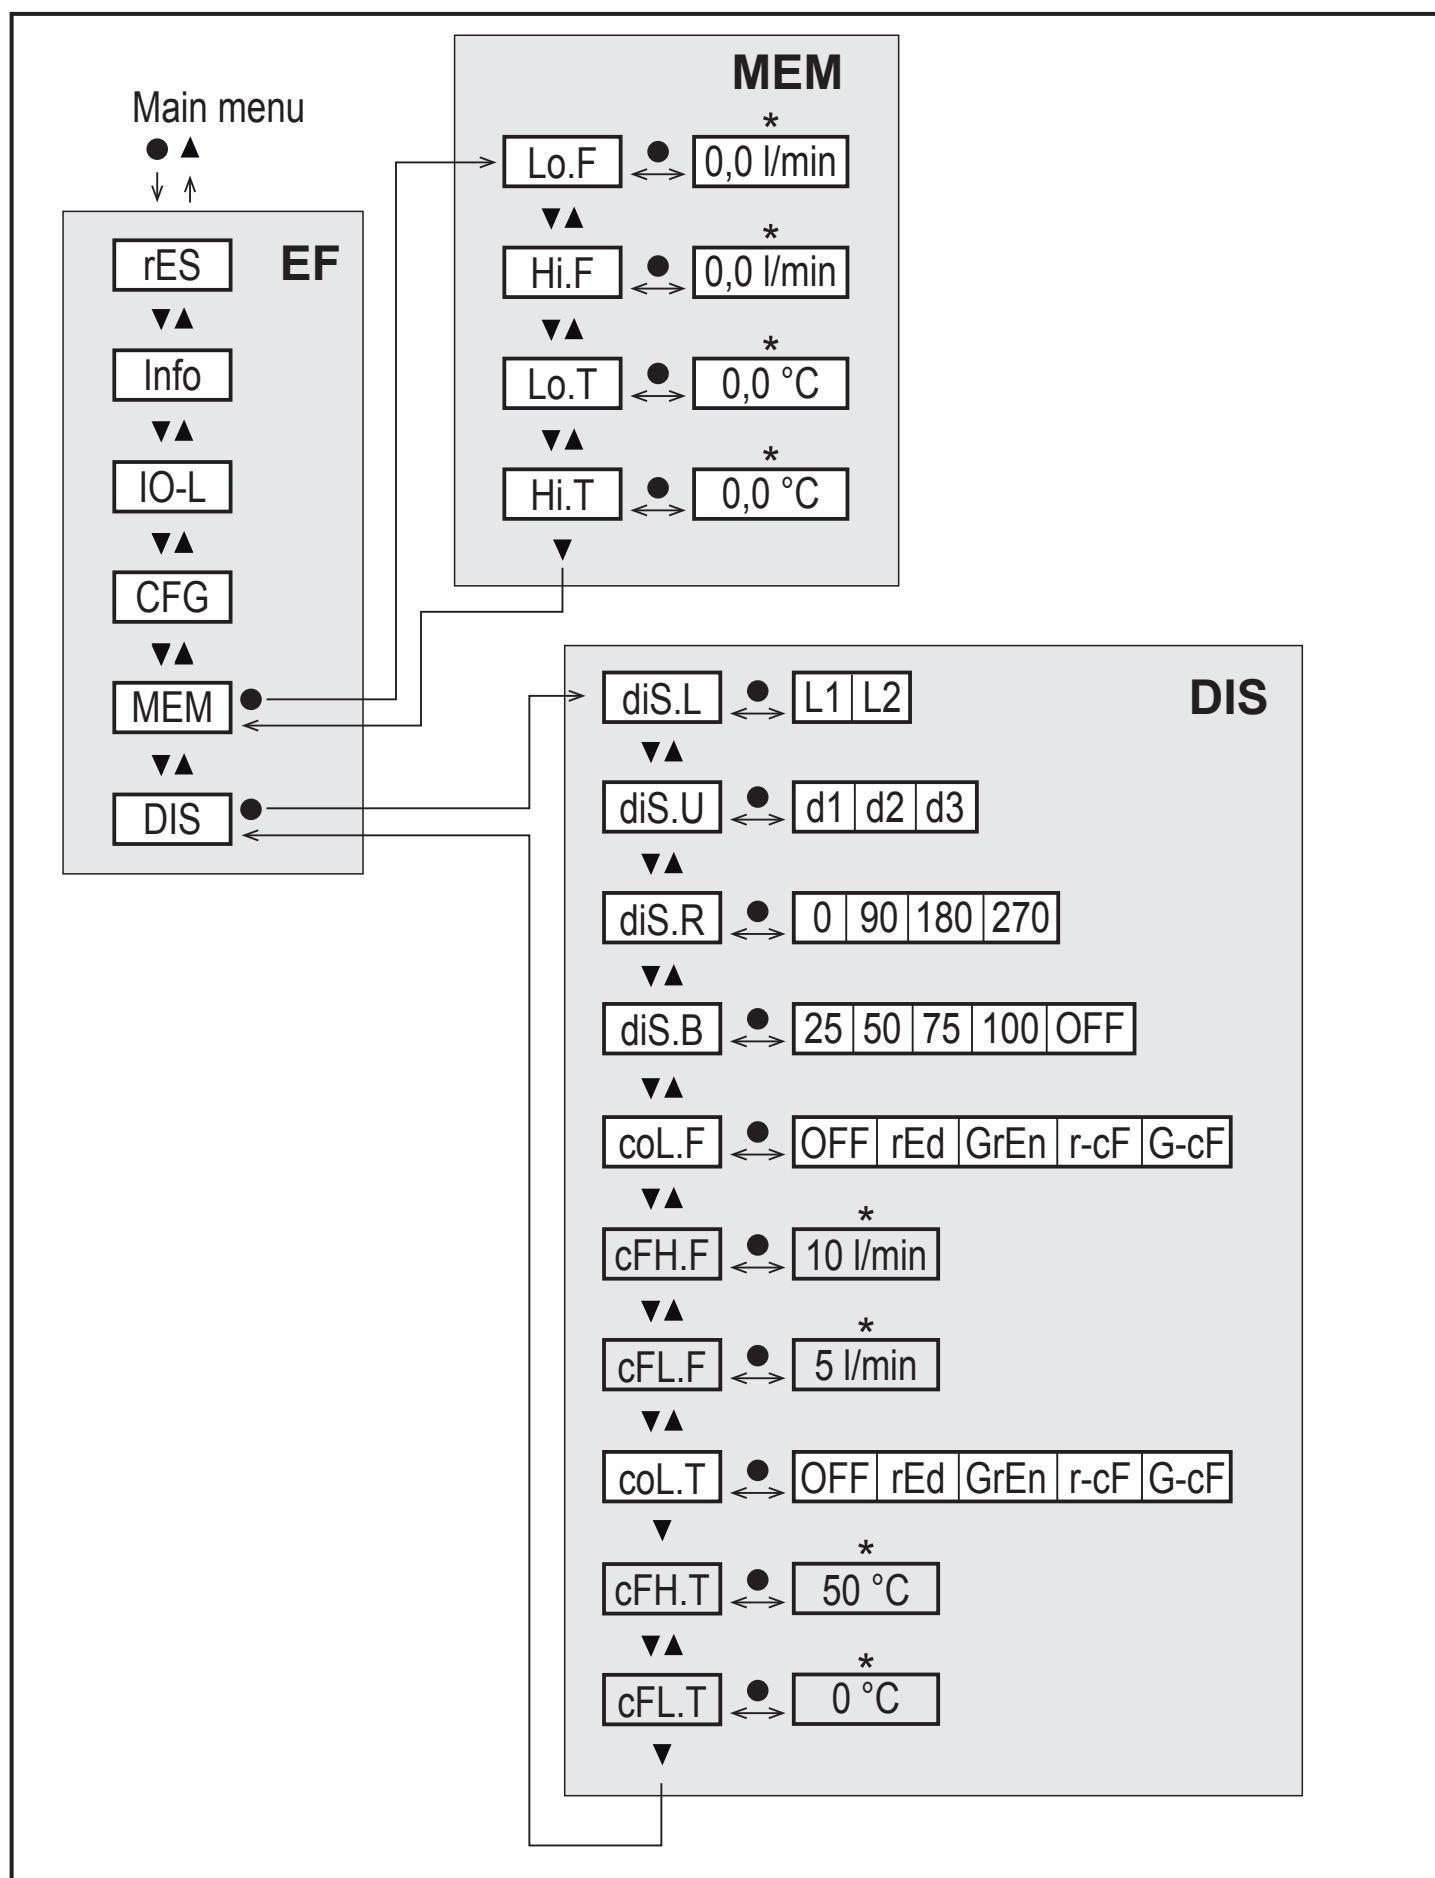 Main menu
EF
rES
Info
IO-L
CFG
MEM
DIS
MEM
*
Lo.F 0,0 l/min
*
Hi.F 0,0 l/min
*
Lo.T 0,0 °C
*
Hi.T 0,0 °C
DIS
diS.L L1 L2
diS.U d1 d2 d3
diS.R 0 90 180 270
diS.B 25 50 75 100 OFF
coL.F OFF rEd GrEn r-cF G-cF
*
cFH.F 10 l/min
*
cFL.F 5 l/min
coL.T OFF rEd GrEn r-cF G-cF
*
cFH.T 50 °C
*
cFL.T 0 °C